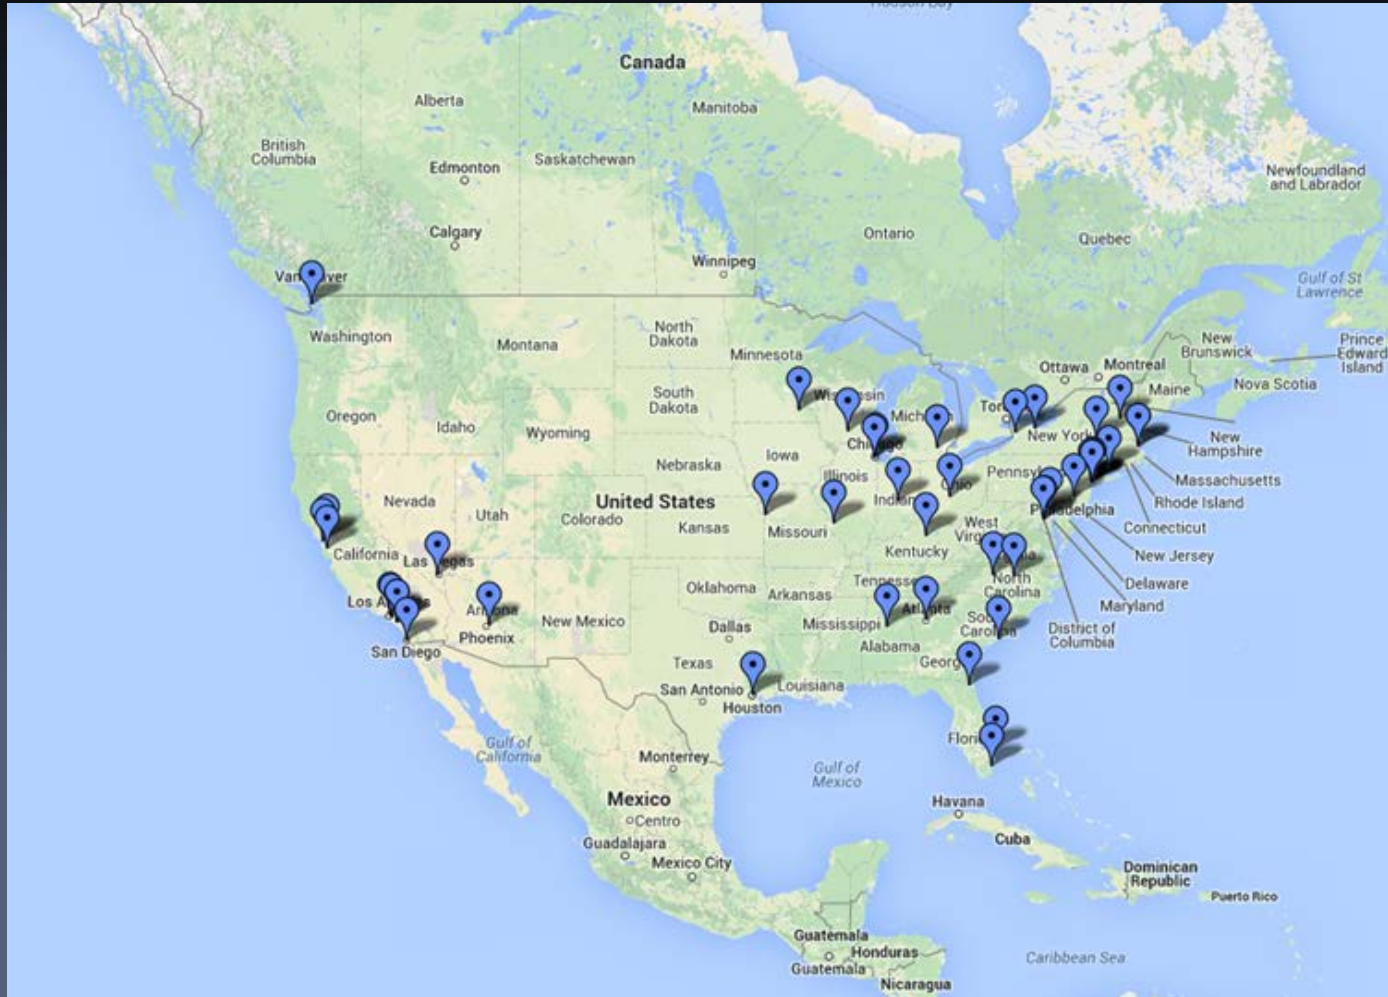 Hudson Bay
Canada
Alberta
Manitoba
British
Columbia
Edmonton
Saskatchewan
Newfoundland
and Labrador
Calgary
Ontario
Quebec
Winnipeg
Gulf of St
Lawrence
Washington
North
Dakota
Montana
Minnesota
New
Brunswick
Prince
Edward
Island
Ottawa
Montreal
Maine
Nova Scotia
South
Dakota
Oregon
Idaho
Wyoming
New York
New
Hampshire
Iowa
Nebraska
Illinois
Massachusetts
Nevada
United States
Rhode Island
Utah
Colorado
Kansas
Missouri
West
Connecticut
California
Kentucky
New Jersey
Oklahoma
Arkansas
North
Carolina
Delaware
Maryland
New Mexico
Mississippi
District of
Columbia
Phoenix
Dallas
Alabama
San Diego
Texas
San Antonio
Louisiana
Houston
Gulf of
California
Monterrey
Gulf of
Mexico
Mexico
Havana
Centro
Guadalajara
Cuba
Mexico City
Dominican
Republic
Puerto Rico
Guatemala
Honduras
Guatemala
Caribbean Sea
Nicaragua